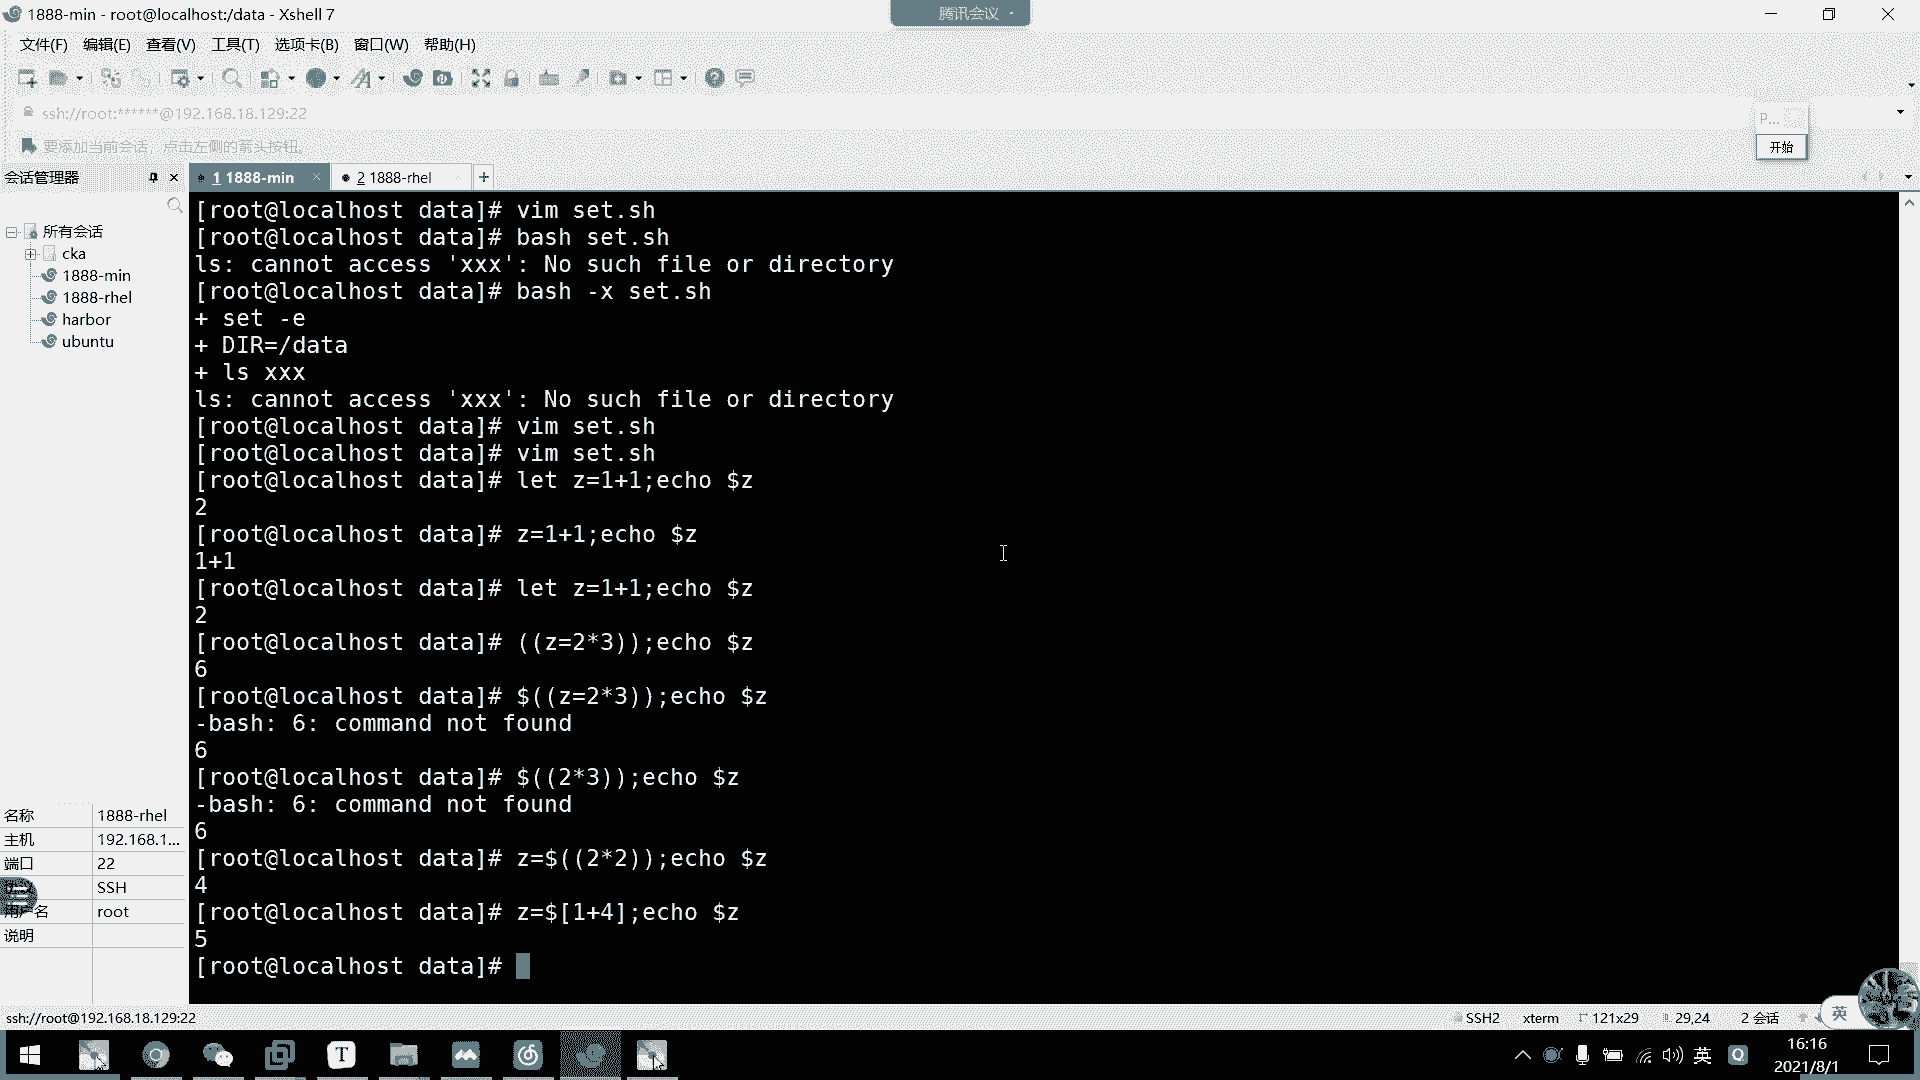 1888-min - root@localhost:/data - Xshell 7
腾讯会议
文件(F) 编辑(E) 查看(V) 工具(T) 选项卡(B) 窗口(W) 帮助(H)
ssh://root:******@192.168.18.129:22
P...
要添加当前会话，点击左侧的箭头按钮。
开始
会话管理器
1 1888-min
2 1888-rhel
所有会话
cka
1888-min
1888-rhel
harbor
ubuntu
[root@localhost data]# vim set.sh
[root@localhost data]# bash set.sh
ls: cannot access 'xxx': No such file or directory
[root@localhost data]# bash -x set.sh
+ set -e
+ DIR=/data
+ ls xxx
ls: cannot access 'xxx': No such file or directory
[root@localhost data]# vim set.sh
[root@localhost data]# vim set.sh
[root@localhost data]# let z=1+1;echo $z
2
[root@localhost data]# z=1+1;echo $z
1+1
[root@localhost data]# let z=1+1;echo $z
2
[root@localhost data]# ((z=2*3));echo $z
6
[root@localhost data]# $((z=2*3));echo $z
-bash: 6: command not found
6
[root@localhost data]# $((2*3));echo $z
-bash: 6: command not found
6
[root@localhost data]# z=$((2*2));echo $z
4
[root@localhost data]# z=$[1+4];echo $z
5
[root@localhost data]#
名称 1888-rhel
主机 192.168.1...
端口 22
SSH
用户名 root
说明
ssh://root@192.168.18.129:22
SSH2 xterm 121x29 29,24 2 会话
英
英
16:16
2021/8/1